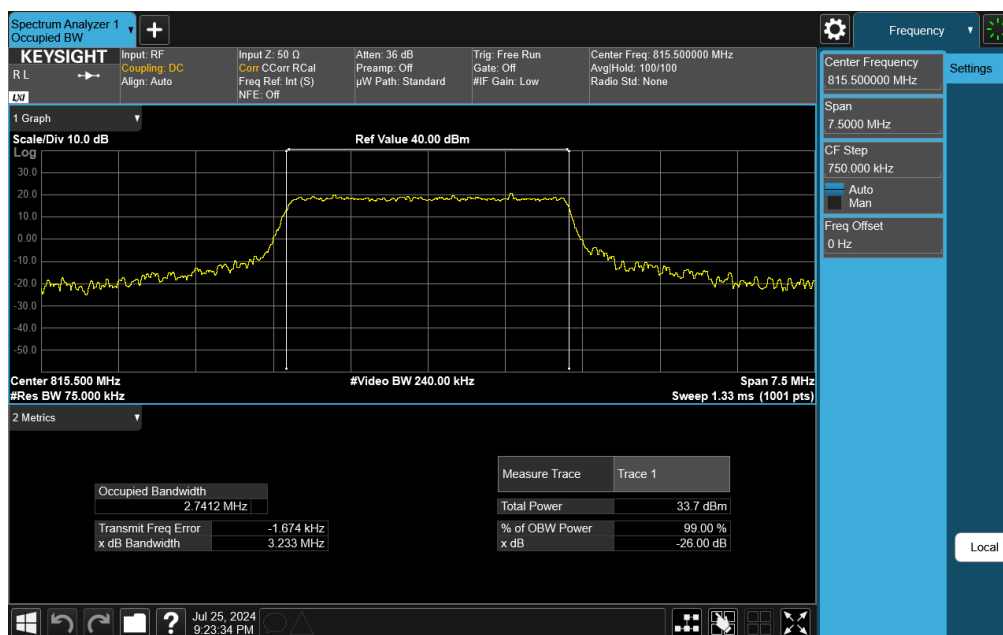 Spectrum Analyzer 1
Occupied BW
Frequency
KEYSIGHT
R L
LXI
Input: RF
Coupling: DC
Align: Auto
Input Z: 50 Ω
Corr CCorr RCal
Freq Ref: Int (S)
NFE: Off
Atten: 36 dB
Preamp: Off
µW Path: Standard
Trig: Free Run
Gate: Off
#IF Gain: Low
Center Freq: 815.500000 MHz
Avg|Hold: 100/100
Radio Std: None
Center Frequency
815.500000 MHz
Settings
Span
7.5000 MHz
CF Step
750.000 kHz
Auto
Man
Freq Offset
0 Hz
Local
1 Graph
Scale/Div 10.0 dB
Ref Value 40.00 dBm
Log
30.0
20.0
10.0
0.00
-10.0
-20.0
-30.0
-40.0
-50.0
Center 815.500 MHz
#Video BW 240.00 kHz
Span 7.5 MHz
#Res BW 75.000 kHz
Sweep 1.33 ms (1001 pts)
2 Metrics
Measure Trace
Trace 1
Occupied Bandwidth
2.7412 MHz
Total Power
33.7 dBm
Transmit Freq Error
-1.674 kHz
% of OBW Power
99.00 %
x dB Bandwidth
3.233 MHz
x dB
-26.00 dB
?
Jul 25, 2024
9:23:34 PM